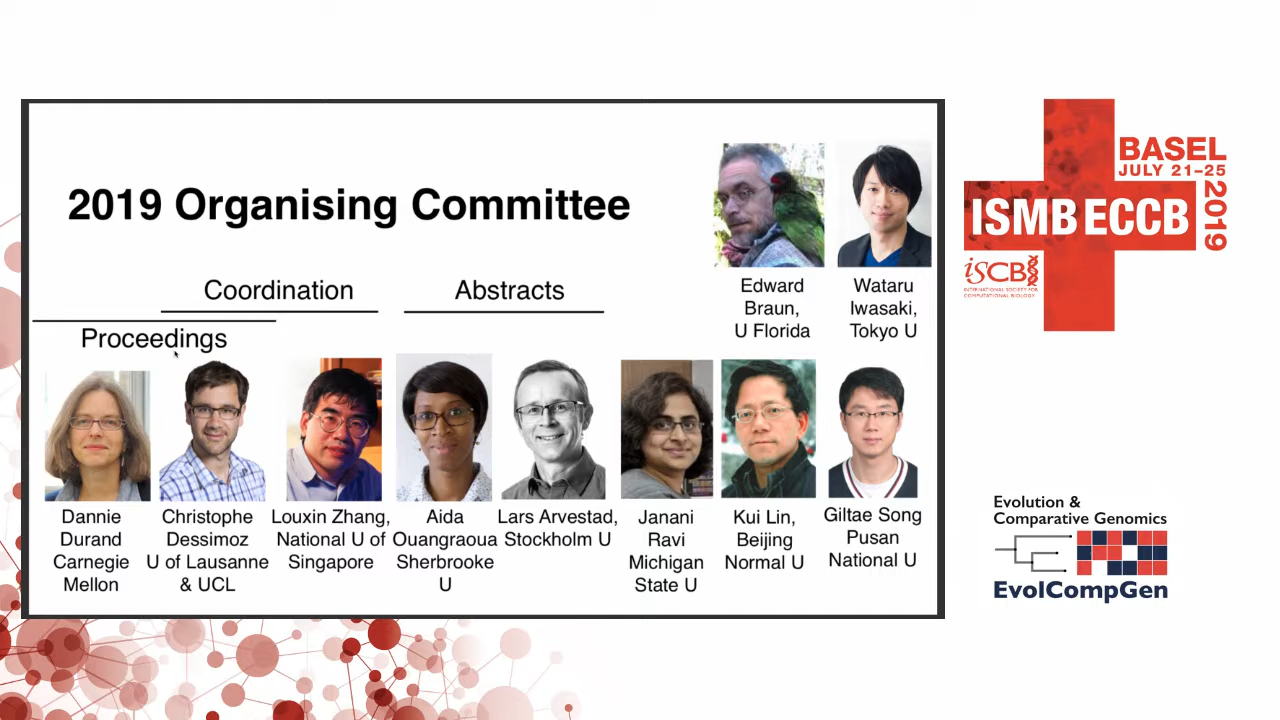 2019 Organising Committee
Edward
Braun,
U Florida
Wataru
Iwasaki,
Tokyo U
Coordination
Abstracts
Proceedings
Dannie
Durand
Carnegie
Mellon
Christophe
Dessimoz
U of Lausanne
& UCL
Louxin Zhang,
National U of
Singapore
Aida
Ouangraoua
Sherbrooke
U
Lars Arvestad,
Stockholm U
Janani
Ravi
Michigan
State U
Kui Lin,
Beijing
Normal U
Giltae Song
Pusan
National U
BASEL
JULY 21–25
2019
ISMB ECCB
iSCB
INTERNATIONAL SOCIETY FOR
COMPUTATIONAL BIOLOGY
Evolution &
Comparative Genomics
EvolCompGen